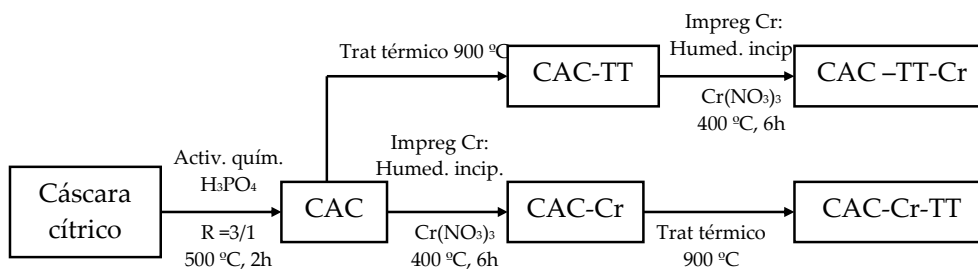 Impreg Cr:
Humed. incip
Trat térmico 900 ºC
CAC-TT
CAC –TT-Cr
Cr(NO₃)₃
400 ºC, 6h
Activ. quím.
H₃PO₄
Impreg Cr:
Humed. incip.
Cáscara
cítrico
CAC
CAC-Cr
CAC-Cr-TT
R =3/1
500 ºC, 2h
Cr(NO₃)₃
400 ºC, 6h
Trat térmico
900 ºC